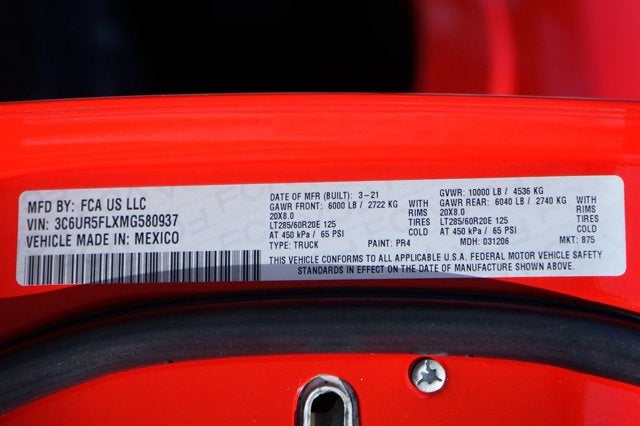 MFD BY: FCA US LLC
VIN: 3C6UR5FLXMG580937
VEHICLE MADE IN: MEXICO
DATE OF MFR (BUILT): 3-21
GAWR FRONT: 6000 LB / 2722 KG WITH
20X8.0 RIMS
LT285/60R20E 125 TIRES
AT 450 kPa / 65 PSI COLD
TYPE: TRUCK PAINT: PR4
GVWR: 10000 LB / 4536 KG
GAWR REAR: 6040 LB / 2740 KG WITH
20X8.0 RIMS
LT285/60R20E 125 TIRES
AT 450 kPa / 65 PSI COLD
MDH: 031206 MKT: 875
THIS VEHICLE CONFORMS TO ALL APPLICABLE U.S.A. FEDERAL MOTOR VEHICLE SAFETY
STANDARDS IN EFFECT ON THE DATE OF MANUFACTURE SHOWN ABOVE.